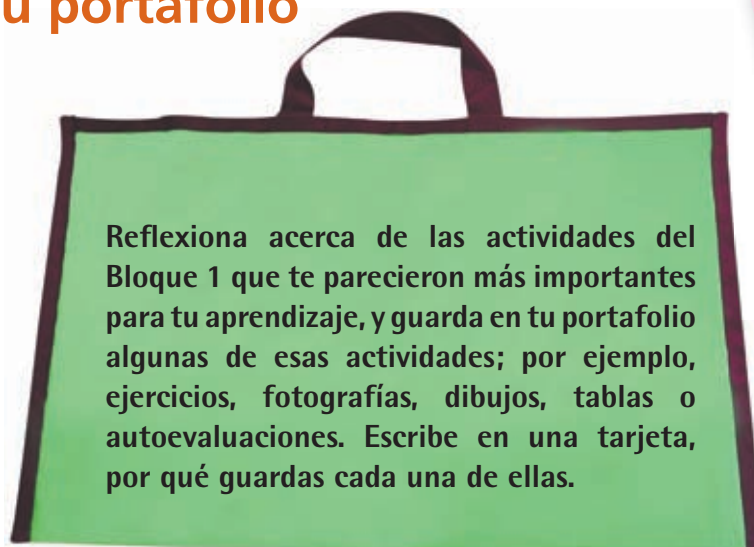 u portafolio
Reflexiona acerca de las actividades del
Bloque 1 que te parecieron más importantes
para tu aprendizaje, y guarda en tu portafolio
algunas de esas actividades; por ejemplo,
ejercicios, fotografías, dibujos, tablas o
autoevaluaciones. Escribe en una tarjeta,
por qué guardas cada una de ellas.